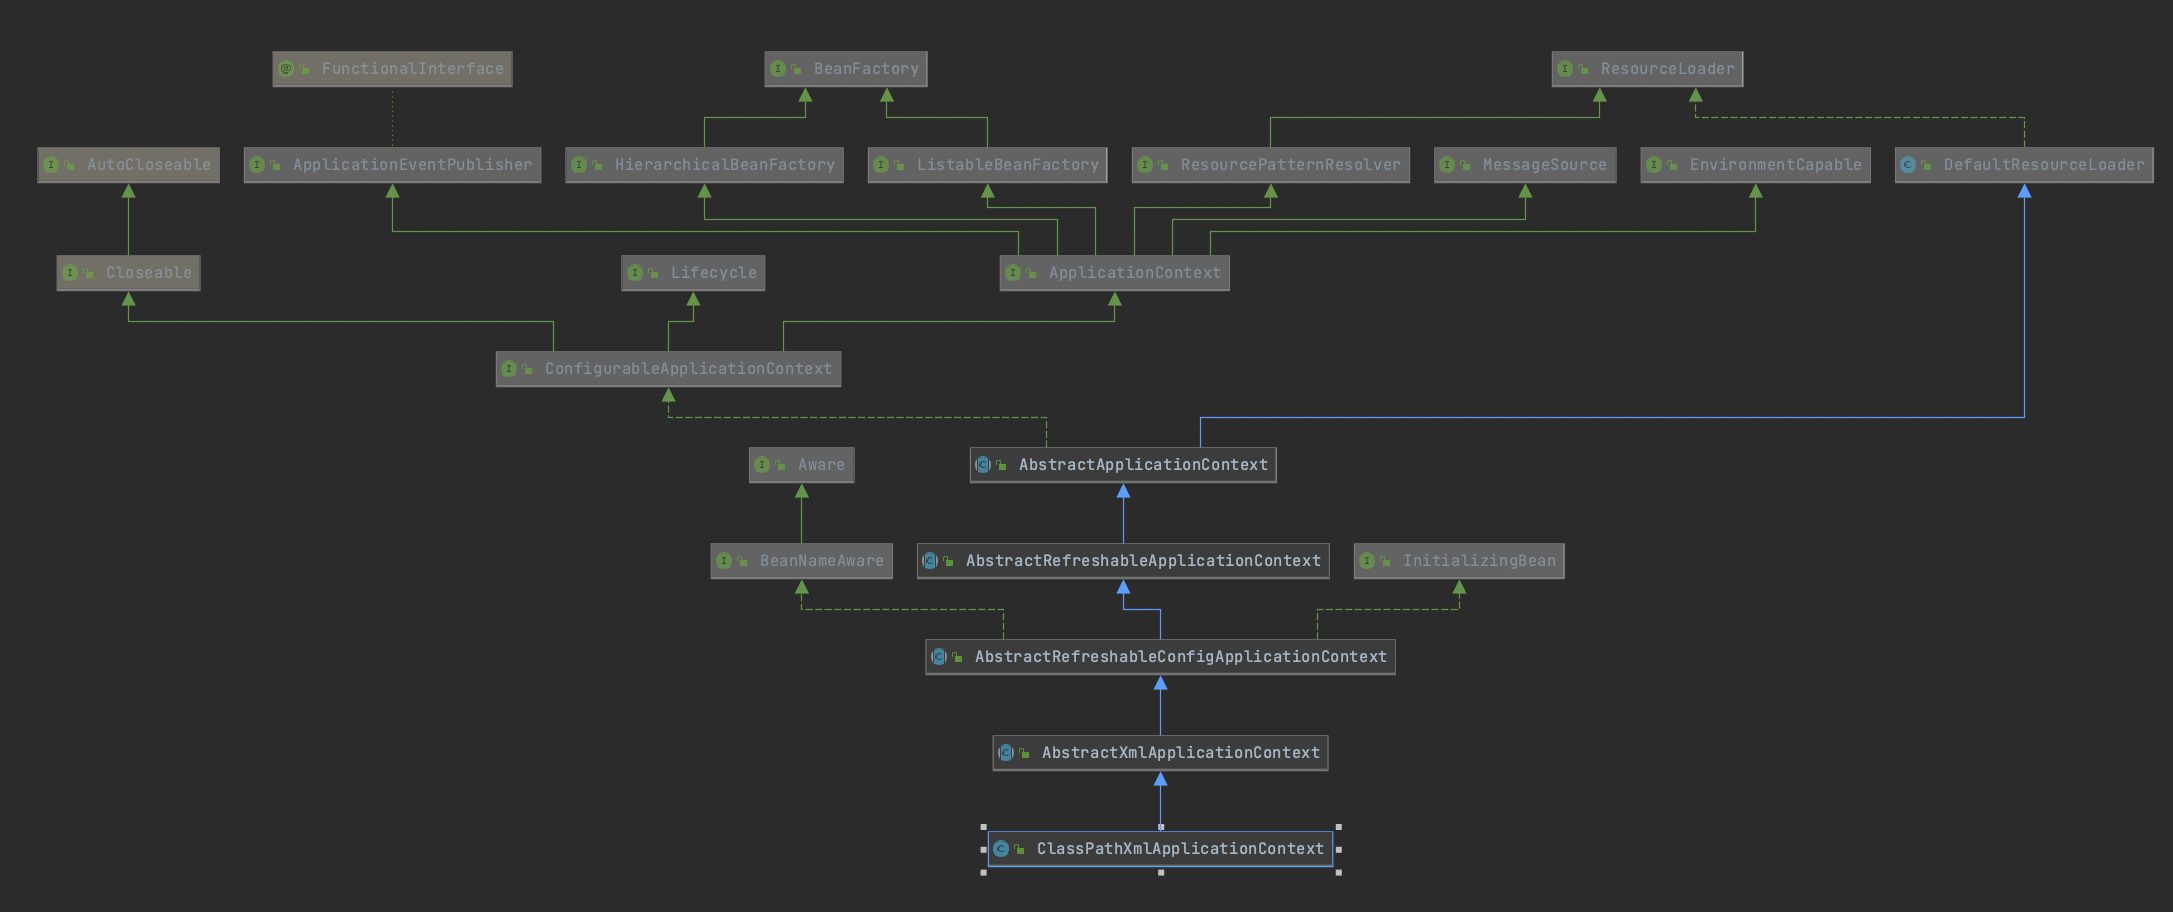 FunctionalInterface
BeanFactory
ResourceLoader
AutoCloseable
ApplicationEventPublisher
HierarchicalBeanFactory
ListableBeanFactory
ResourcePatternResolver
MessageSource
EnvironmentCapable
DefaultResourceLoader
Closeable
Lifecycle
ApplicationContext
ConfigurableApplicationContext
Aware
AbstractApplicationContext
BeanNameAware
AbstractRefreshableApplicationContext
InitializingBean
AbstractRefreshableConfigApplicationContext
AbstractXmlApplicationContext
ClassPathXmlApplicationContext